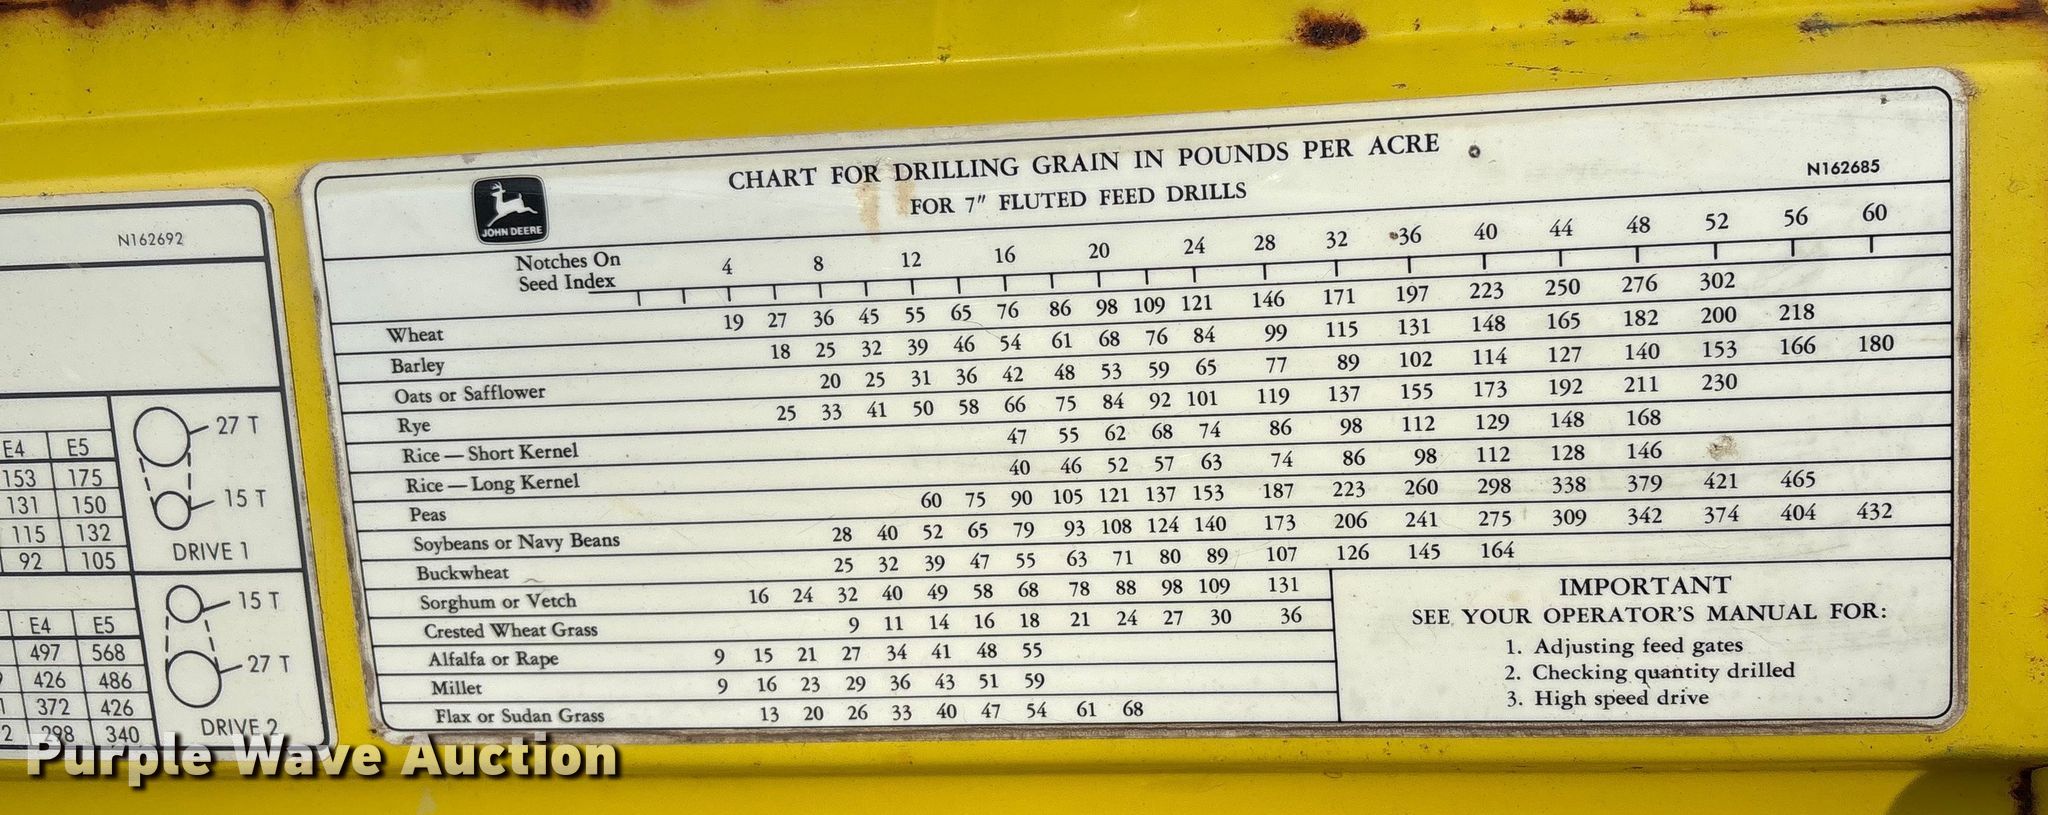 N162692
E4 E5
153 175
131 150
115 132
92 105
27 T
15 T
DRIVE 1
E4 E5
497 568
426 486
372 426
298 340
15 T
27 T
DRIVE 2
JOHN DEERE
CHART FOR DRILLING GRAIN IN POUNDS PER ACRE
FOR 7" FLUTED FEED DRILLS
N162685
Notches On
Seed Index
4 8 12 16 20 24 28 32 36 40 44 48 52 56 60
Wheat 19 27 36 45 55 65 76 86 98 109 121 146 171 197 223 250 276 302
Barley 18 25 32 39 46 54 61 68 76 84 99 115 131 148 165 182 200 218
Oats or Safflower 20 25 31 36 42 48 53 59 65 77 89 102 114 127 140 153 166 180
Rye 25 33 41 50 58 66 75 84 92 101 119 137 155 173 192 211 230
Rice — Short Kernel 47 55 62 68 74 86 98 112 129 148 168
Rice — Long Kernel 40 46 52 57 63 74 86 98 112 128 146
Peas 60 75 90 105 121 137 153 187 223 260 298 338 379 421 465
Soybeans or Navy Beans 28 40 52 65 79 93 108 124 140 173 206 241 275 309 342 374 404 432
Buckwheat 25 32 39 47 55 63 71 80 89 107 126 145 164
Sorghum or Vetch 16 24 32 40 49 58 68 78 88 98 109 131
Crested Wheat Grass 9 11 14 16 18 21 24 27 30 36
Alfalfa or Rape 9 15 21 27 34 41 48 55
Millet 9 16 23 29 36 43 51 59
Flax or Sudan Grass 13 20 26 33 40 47 54 61 68
IMPORTANT
SEE YOUR OPERATOR'S MANUAL FOR:
1. Adjusting feed gates
2. Checking quantity drilled
3. High speed drive
Purple Wave Auction